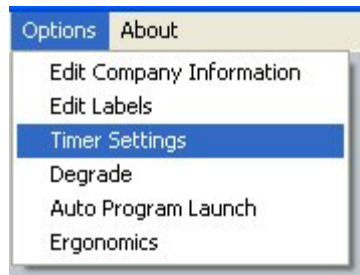 Options About
Edit Company Information
Edit Labels
Timer Settings
Degrade
Auto Program Launch
Ergonomics